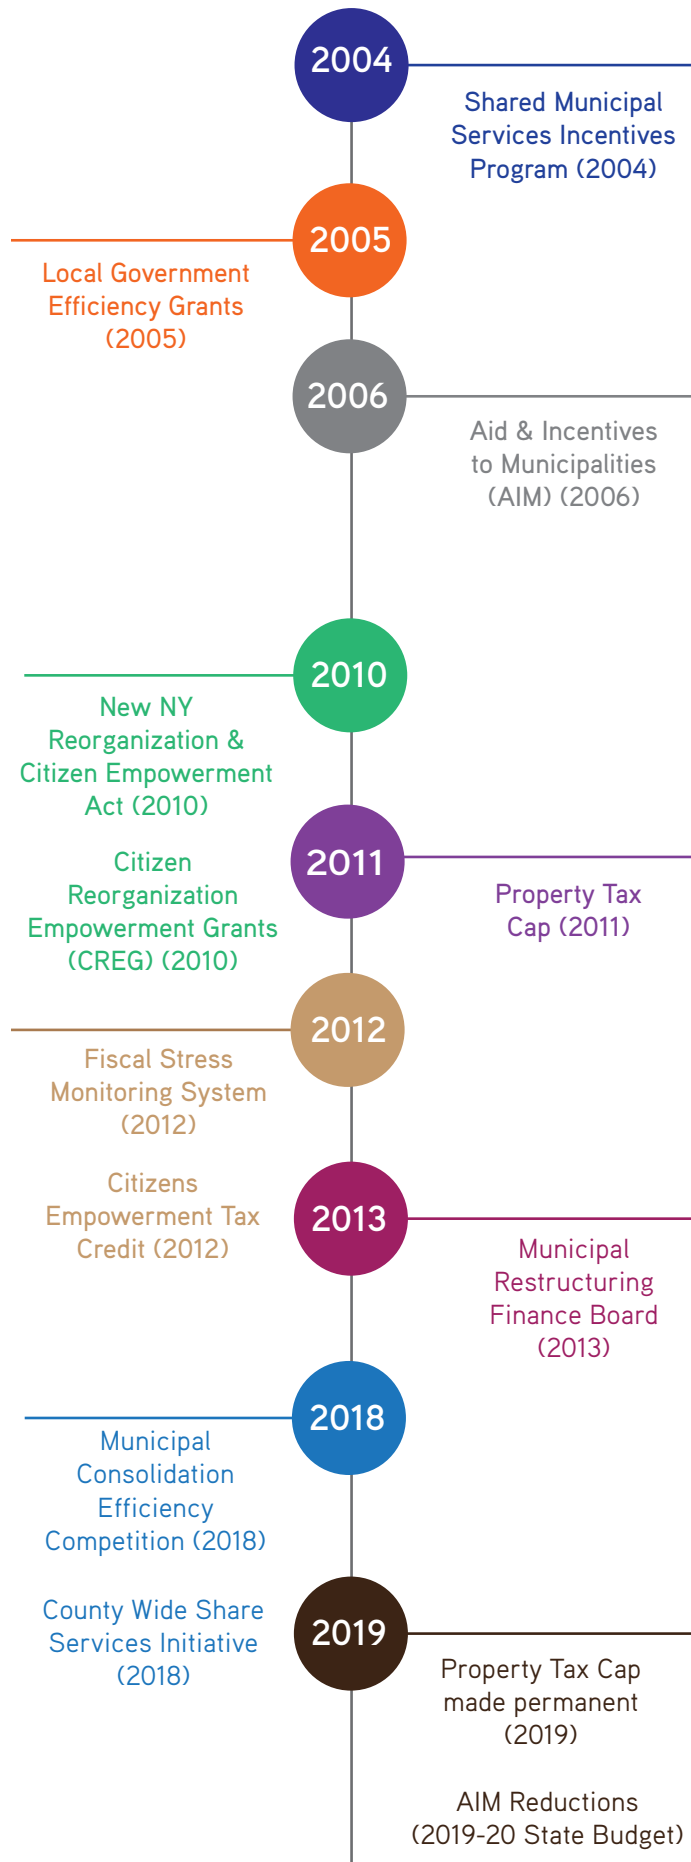 2004
Shared Municipal
Services Incentives
Program (2004)
2005
Local Government
Efficiency Grants
(2005)
2006
Aid & Incentives
to Municipalities
(AIM) (2006)
2010
New NY
Reorganization &
Citizen Empowerment
Act (2010)
Citizen
Reorganization
Empowerment Grants
(CREG) (2010)
2011
Property Tax
Cap (2011)
2012
Fiscal Stress
Monitoring System
(2012)
Citizens
Empowerment Tax
Credit (2012)
2013
Municipal
Restructuring
Finance Board
(2013)
2018
Municipal
Consolidation
Efficiency
Competition (2018)
County Wide Share
Services Initiative
(2018)
2019
Property Tax Cap
made permanent
(2019)
AIM Reductions
(2019-20 State Budget)